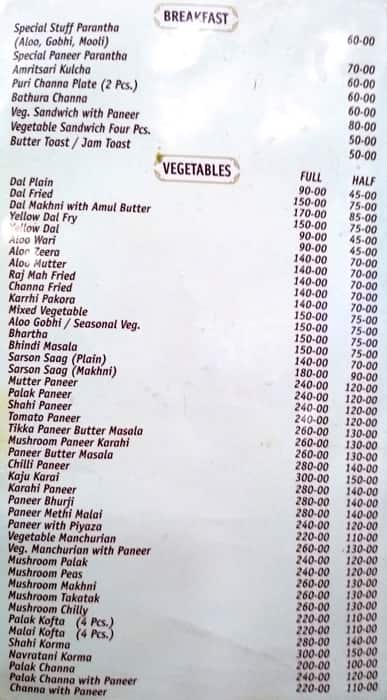 BREAKFAST
Special Stuff Parantha
(Aloo, Gobhi, Mooli) 60-00
Special Paneer Parantha 70-00
Amritsari Kulcha 60-00
Puri Channa Plate (2 Pcs.) 60-00
Bathura Channa 60-00
Veg. Sandwich with Paneer 80-00
Vegetable Sandwich Four Pcs. 50-00
Butter Toast / Jam Toast 50-00
VEGETABLES FULL HALF
Dal Plain 90-00 45-00
Dal Fried 150-00 75-00
Dal Makhni with Amul Butter 170-00 85-00
Yellow Dal Fry 150-00 75-00
Yellow Dal 90-00 45-00
Aloo Wari 90-00 45-00
Aloo Zeera 140-00 70-00
Aloo Mutter 140-00 70-00
Raj Mah Fried 140-00 70-00
Channa Fried 140-00 70-00
Karrhi Pakora 140-00 70-00
Mixed Vegetable 150-00 75-00
Aloo Gobhi / Seasonal Veg. 150-00 75-00
Bhartha 150-00 75-00
Bhindi Masala 150-00 75-00
Sarson Saag (Plain) 140-00 70-00
Sarson Saag (Makhni) 180-00 90-00
Mutter Paneer 240-00 120-00
Palak Paneer 240-00 120-00
Shahi Paneer 240-00 120-00
Tomato Paneer 240-00 120-00
Tikka Paneer Butter Masala 260-00 130-00
Mushroom Paneer Karahi 260-00 130-00
Paneer Butter Masala 260-00 130-00
Chilli Paneer 280-00 140-00
Kaju Karai 300-00 150-00
Karahi Paneer 280-00 140-00
Paneer Bhurji 280-00 140-00
Paneer Methi Malai 280-00 140-00
Paneer with Piyaza 240-00 120-00
Vegetable Manchurian 220-00 110-00
Veg. Manchurian with Paneer 260-00 130-00
Mushroom Palak 240-00 120-00
Mushroom Peas 240-00 120-00
Mushroom Makhni 260-00 130-00
Mushroom Takatak 260-00 130-00
Mushroom Chilly 260-00 130-00
Palak Kofta (4 Pcs.) 220-00 110-00
Malai Kofta (4 Pcs.) 220-00 110-00
Shahi Korma 280-00 140-00
Navratani Korma 300-00 150-00
Palak Channa 200-00 100-00
Palak Channa with Paneer 240-00 120-00
Channa with Paneer 220-00 110-00